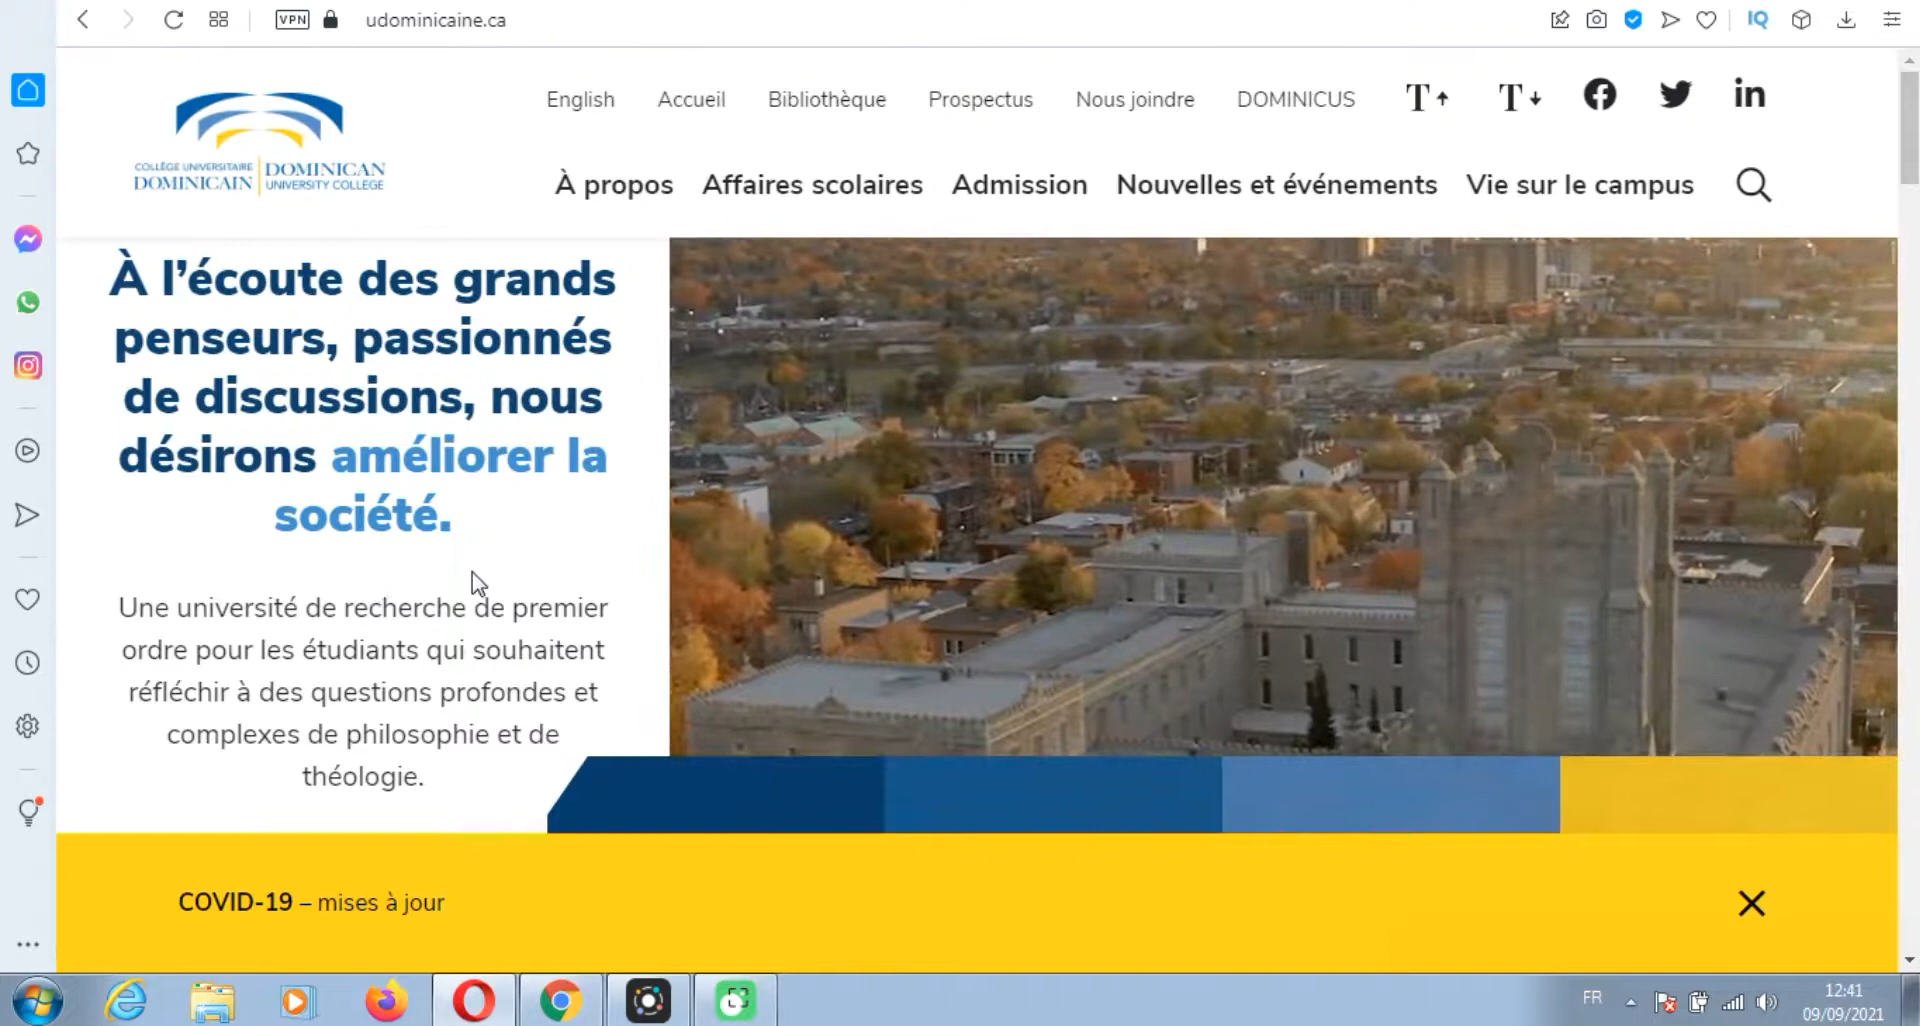 VPN
udominicaine.ca
IQ
English Accueil Bibliothèque Prospectus Nous joindre DOMINICUS T T
COLLÈGE UNIVERSITAIRE DOMINICAIN
DOMINICAN UNIVERSITY COLLEGE
À propos Affaires scolaires Admission Nouvelles et événements Vie sur le campus
À l’écoute des grands
penseurs, passionnés
de discussions, nous
désirons améliorer la
société.
Une université de recherche de premier
ordre pour les étudiants qui souhaitent
réfléchir à des questions profondes et
complexes de philosophie et de
théologie.
COVID-19 – mises à jour
FR
12:41
09/09/2021